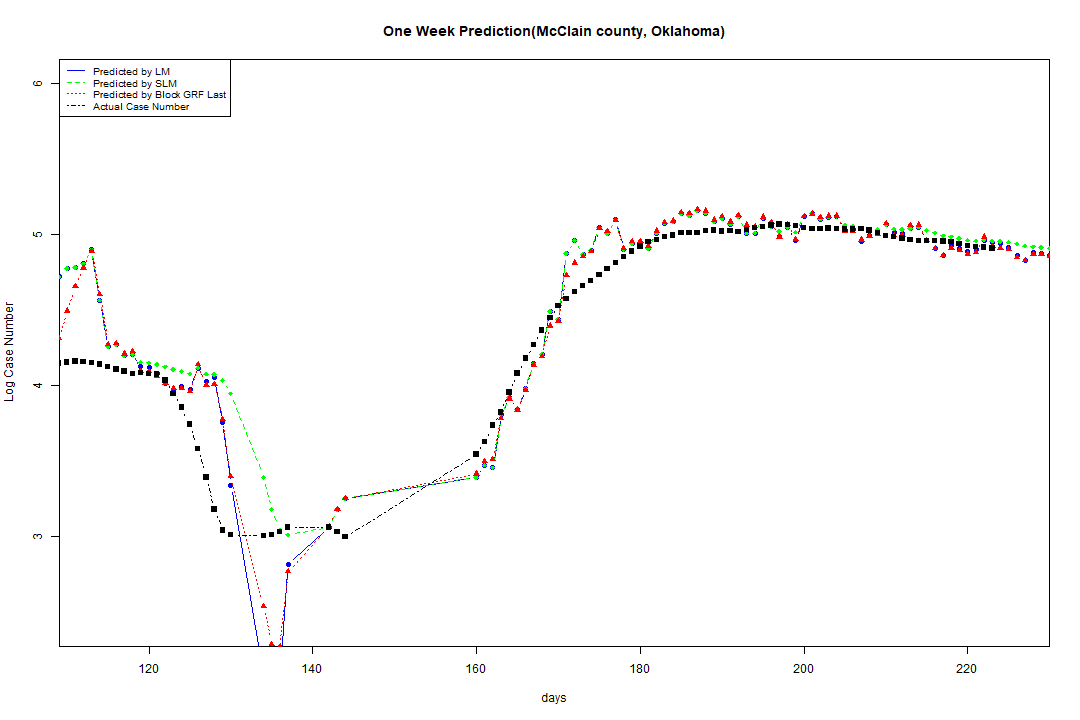 One Week Prediction(McClain county, Oklahoma)
Predicted by LM
Predicted by SLM
Predicted by Block GRF Last
Actual Case Number
6
5
4
3
Log Case Number
120 140 160 180 200 220
days